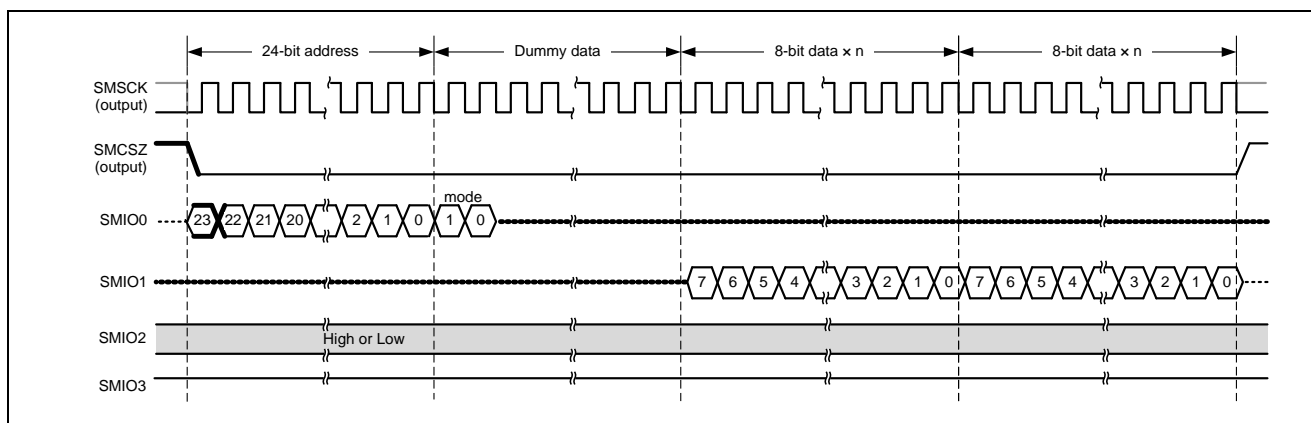 24-bit address Dummy data 8-bit data × n 8-bit data × n
SMSCK
(output)
SMCSZ
(output)
mode
SMIO0 23 22 21 20 2 1 0 1 0
SMIO1 7 6 5 4 3 2 1 0 7 6 5 4 3 2 1 0
SMIO2 High or Low
SMIO3